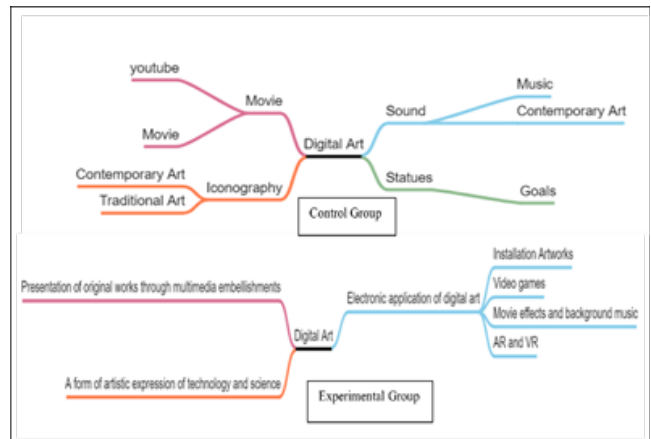 youtube
Movie
Movie
Contemporary Art
Iconography
Traditional Art
Digital Art
Sound
Music
Contemporary Art
Statues
Goals
Control Group
Presentation of original works through multimedia embellishments
A form of artistic expression of technology and science
Digital Art
Electronic application of digital art
Installation Artworks
Video games
Movie effects and background music
AR and VR
Experimental Group